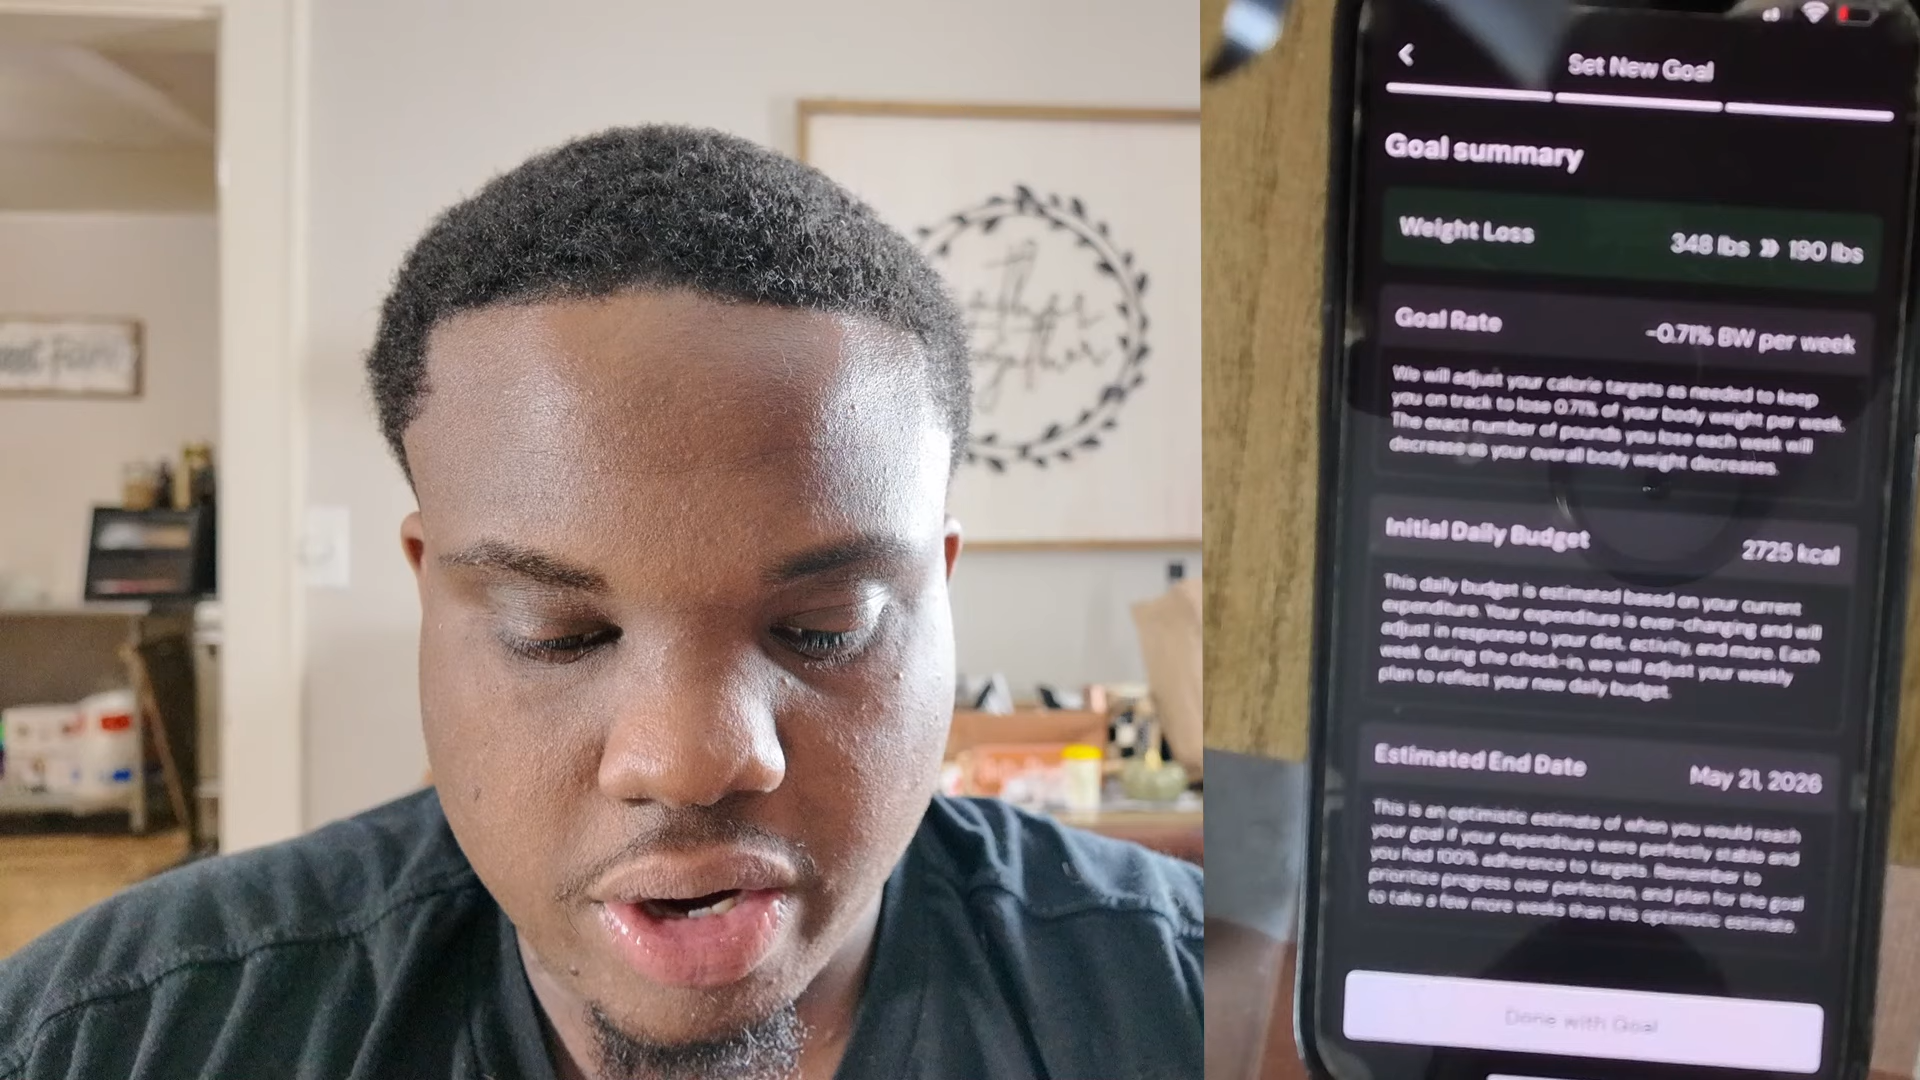 Set New Goal
Goal summary
Weight Loss
348 lbs » 190 lbs
Goal Rate
-0.71% BW per week
We will adjust your calorie targets as needed to keep
you on track to lose 0.71% of your body weight per week.
The exact number of pounds you lose each week will
decrease as your overall body weight decreases.
Initial Daily Budget
2725 kcal
This daily budget is estimated based on your current
expenditure. Your expenditure is ever-changing and will
adjust in response to your diet, activity, and more. Each
week during the check-in, we will adjust your weekly
plan to reflect your new daily budget.
Estimated End Date
May 21, 2026
This is an optimistic estimate of when you would reach
your goal if your expenditure were perfectly stable and
you had 100% adherence to targets. Remember to
prioritize progress over perfection, and plan for the goal
to take a few more weeks than this optimistic estimate.
Done with Goal